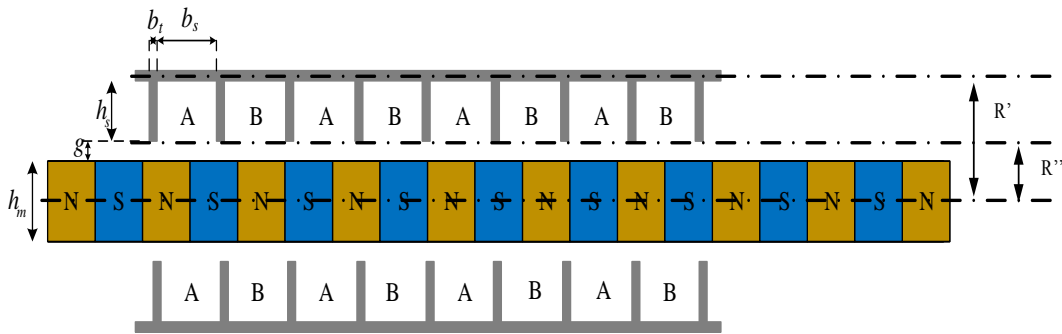 b_t b_s
h_s A B A B A B A B R'
g R''
h_m N S N S N S N S N S N S N S N S N S N
A B A B A B A B